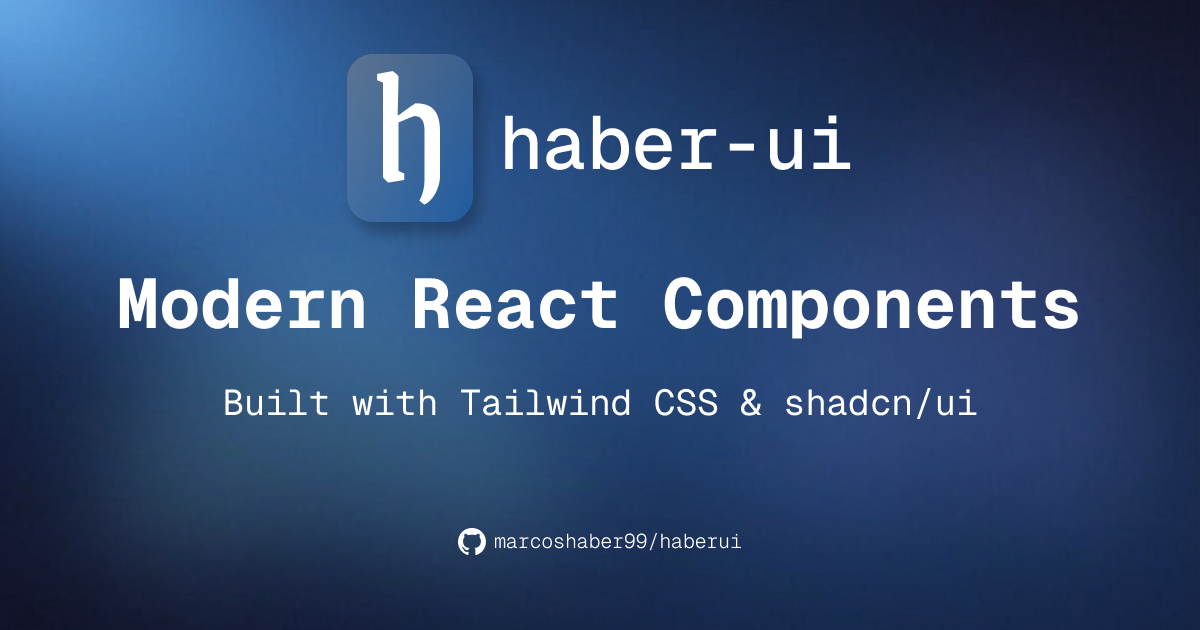 h haber-ui
Modern React Components
Built with Tailwind CSS & shadcn/ui
marcoshaber99/haberui